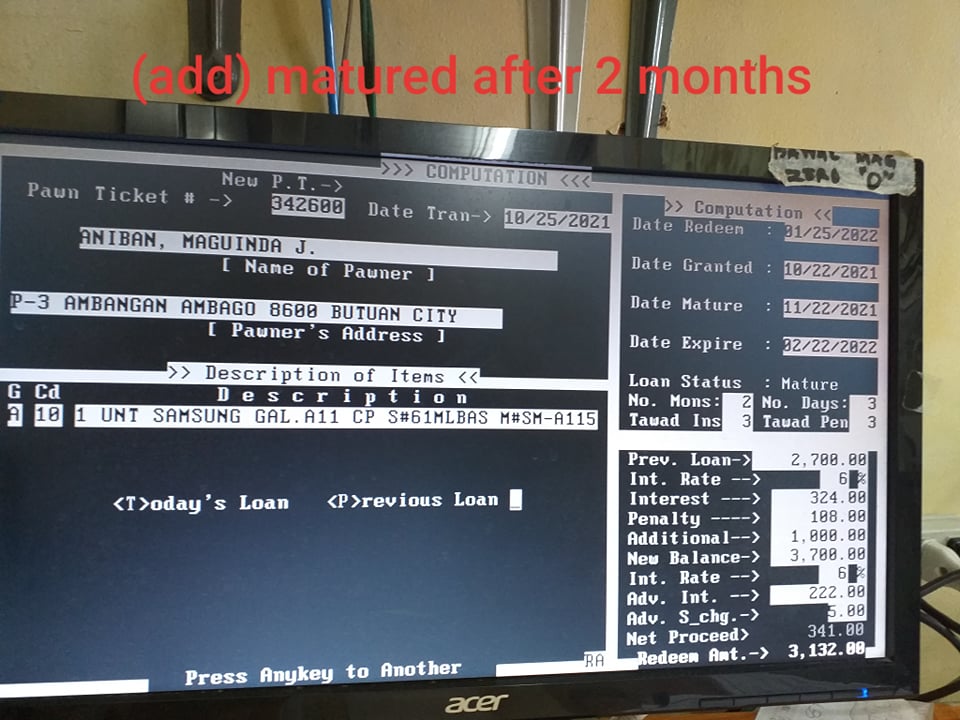 (add) matured after 2 months
BAWAL MAG
ZERO "0"
>>> COMPUTATION <<<
New P.T.->
Pawn Ticket # -> 342600 Date Tran-> 10/25/2021
ANIBAN, MAGUINDA J.
[ Name of Pawner ]
P-3 AMBANGAN AMBAGO 8600 BUTUAN CITY
[ Pawner's Address ]
>> Description of Items <<
G Cd D e s c r i p t i o n
A 10 1 UNT SAMSUNG GAL.A11 CP S#61MLBAS M#SM-A115
<T>oday's Loan <P>revious Loan
Press Anykey to Another
RA
>> Computation <<
Date Redeem : 01/25/2022
Date Granted : 10/22/2021
Date Mature : 11/22/2021
Date Expire : 02/22/2022
Loan Status : Mature
No. Mons: 2 No. Days: 3
Tawad Ins 3 Tawad Pen 3
Prev. Loan-> 2,700.00
Int. Rate --> 6 %
Interest ---> 324.00
Penalty ----> 108.00
Additional--> 1,000.00
New Balance-> 3,700.00
Int. Rate --> 6 %
Adv. Int. --> 222.00
Adv. S_chg.-> 5.00
Net Proceed> 341.00
Redeem Amt.-> 3,132.00
acer